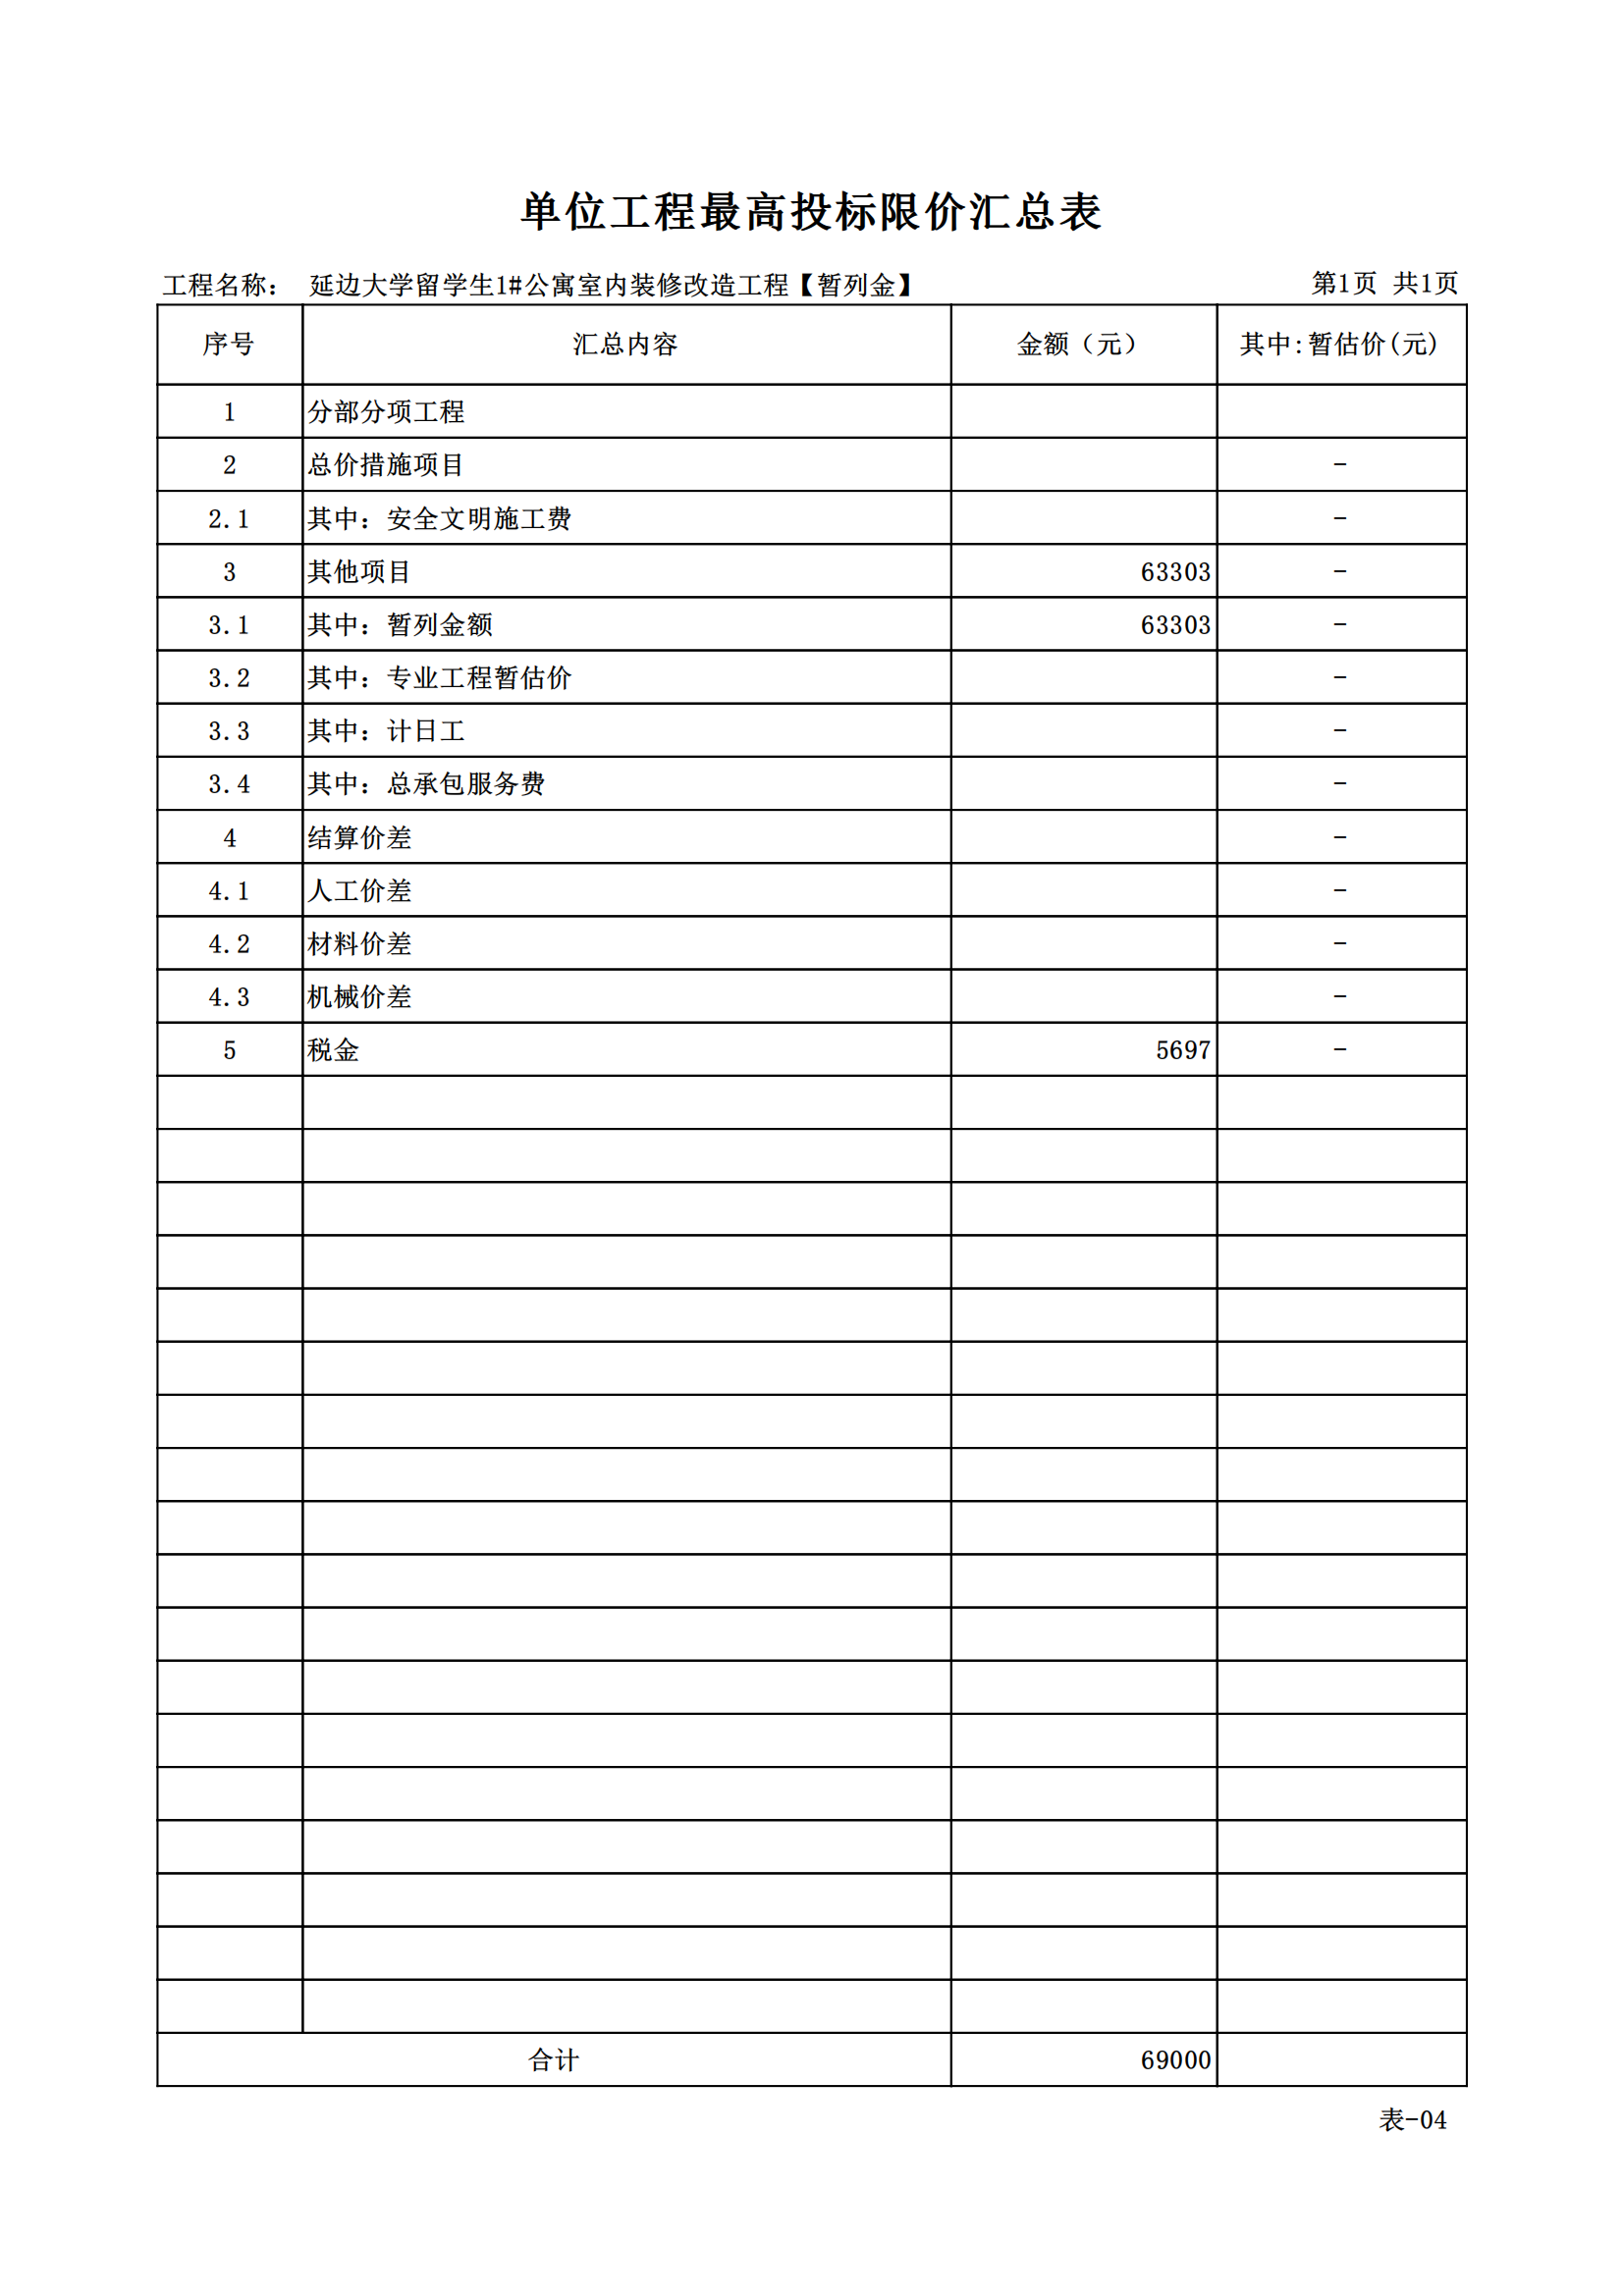 单位工程最高投标限价汇总表
工程名称： 延边大学留学生1#公寓室内装修改造工程【暂列金】 第1页 共1页
序号 汇总内容 金额（元） 其中:暂估价(元)
1 分部分项工程
2 总价措施项目 -
2.1 其中：安全文明施工费 -
3 其他项目 63303 -
3.1 其中：暂列金额 63303 -
3.2 其中：专业工程暂估价 -
3.3 其中：计日工 -
3.4 其中：总承包服务费 -
4 结算价差 -
4.1 人工价差 -
4.2 材料价差 -
4.3 机械价差 -
5 税金 5697 -
合计 69000
表-04